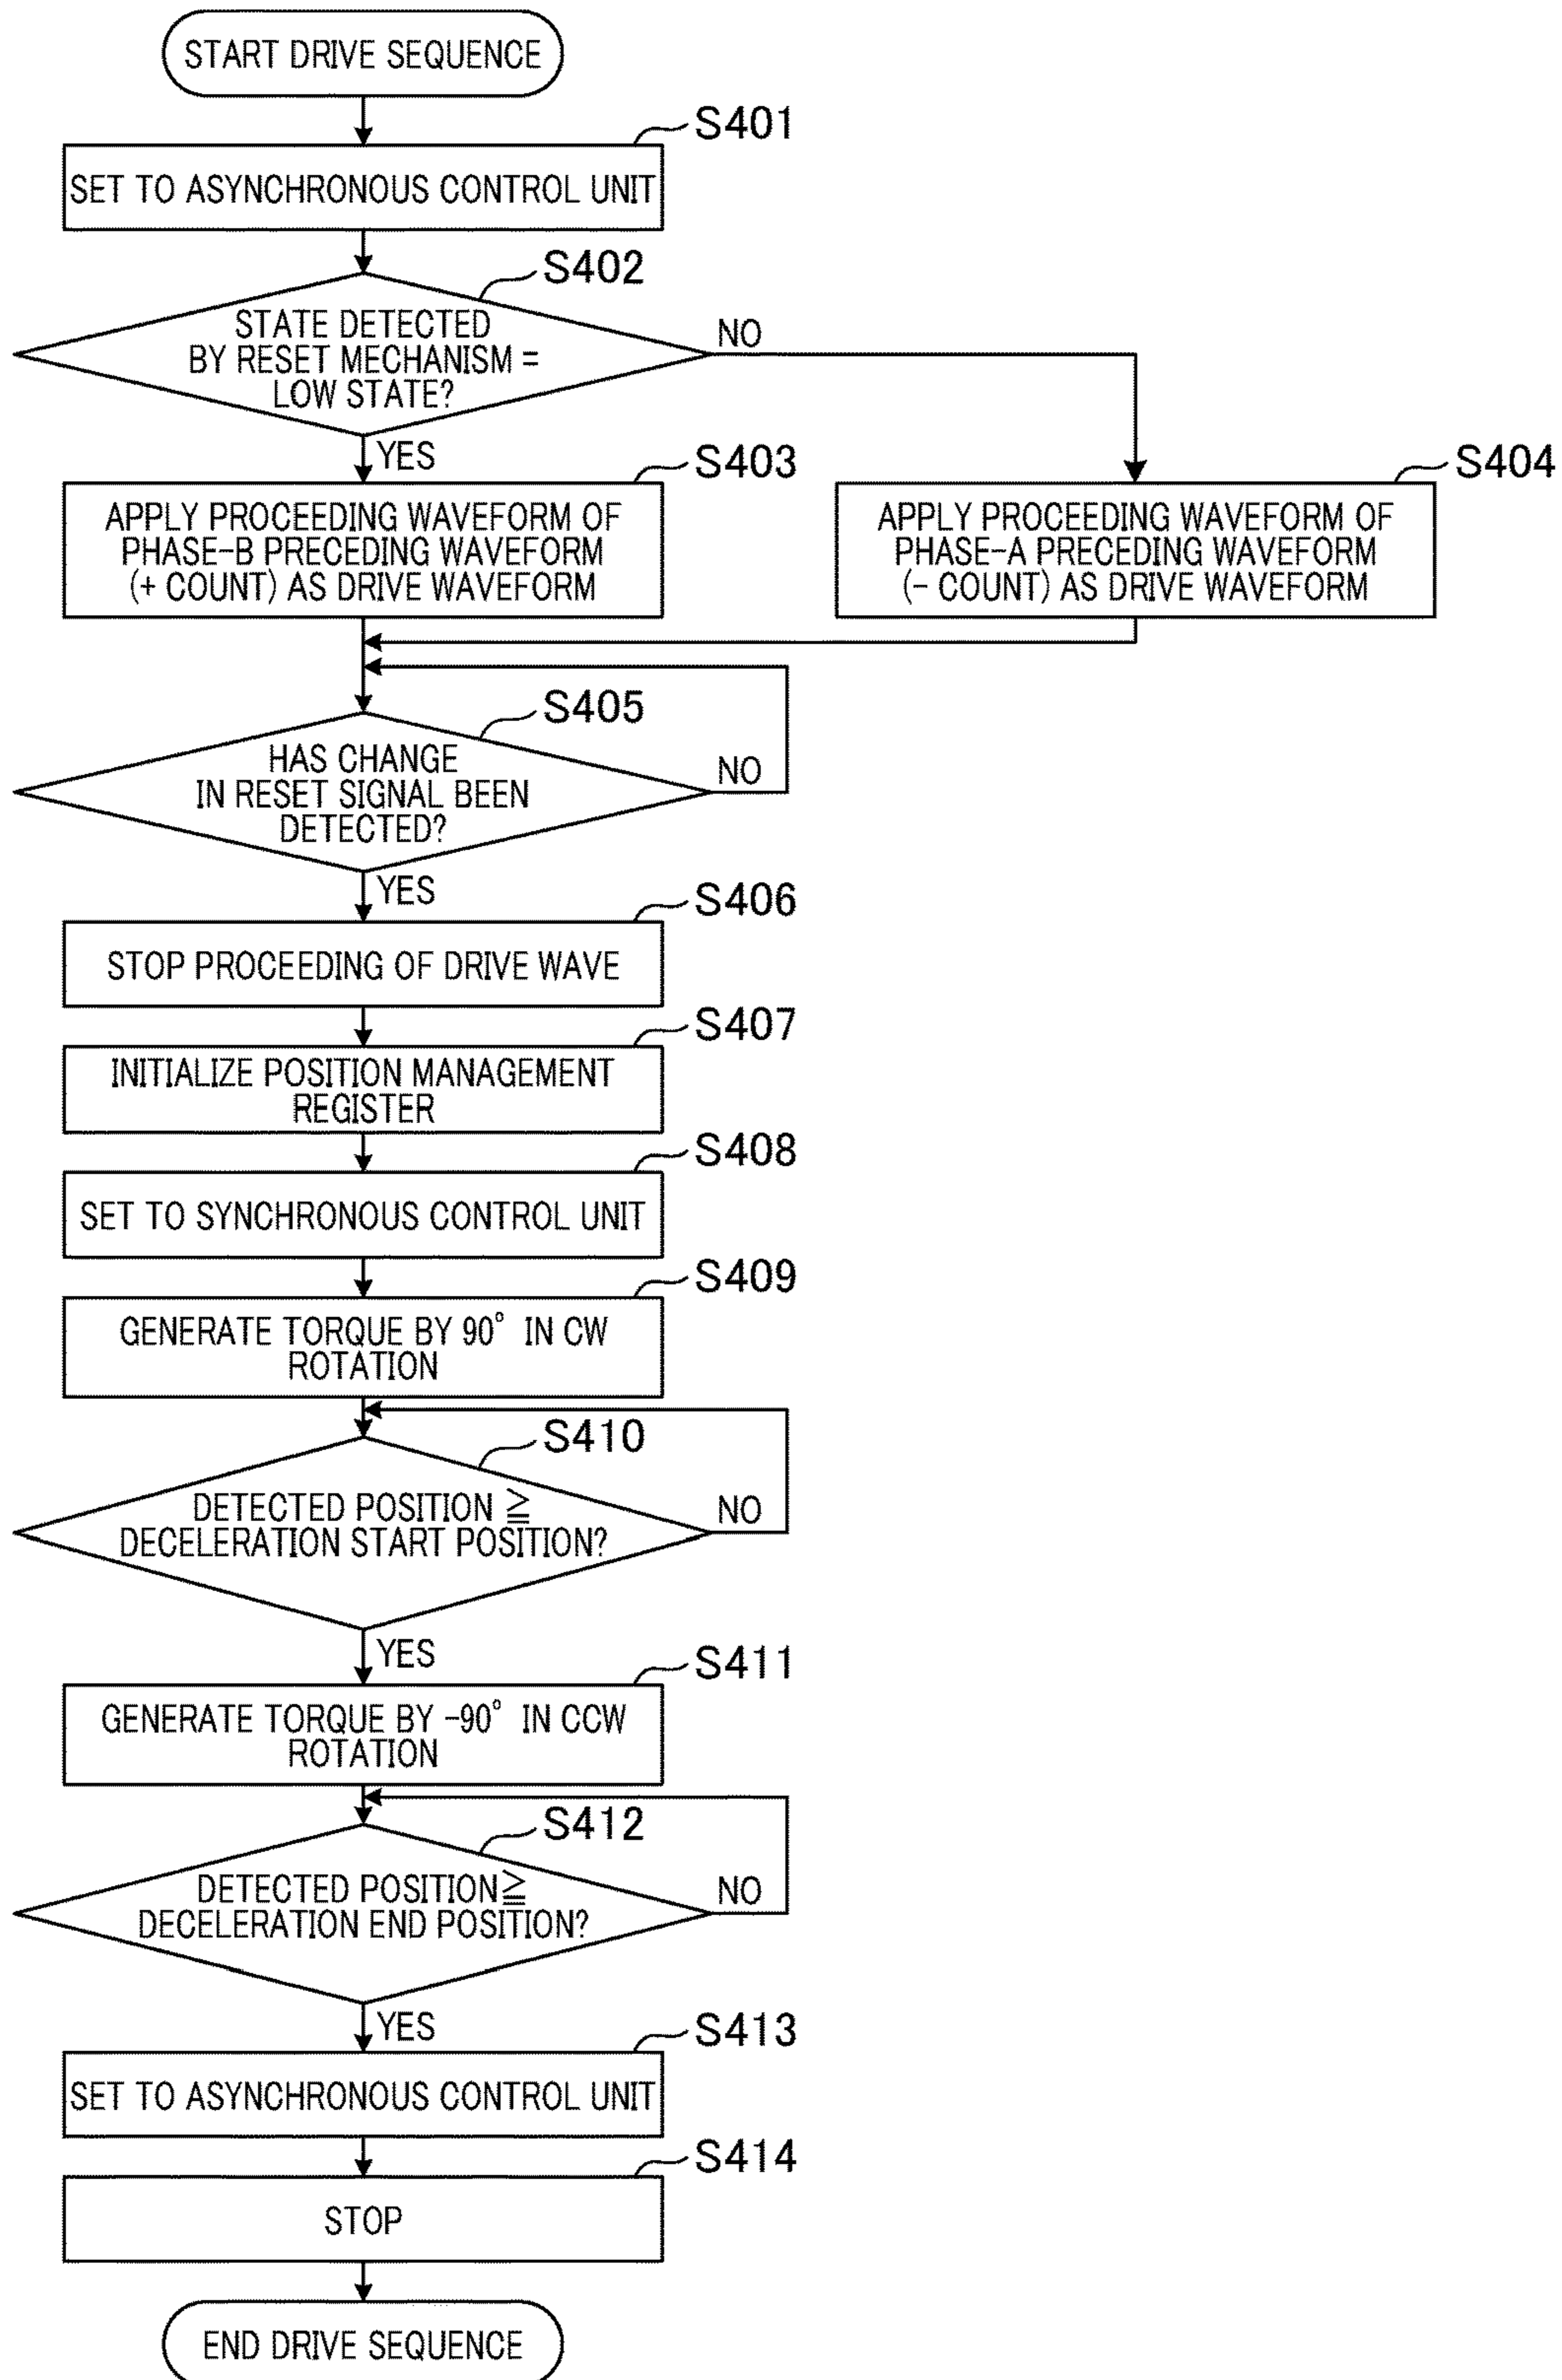 START DRIVE SEQUENCE
S401
SET TO ASYNCHRONOUS CONTROL UNIT
S402
STATE DETECTED
BY RESET MECHANISM =
LOW STATE?
NO
YES
S403
APPLY PROCEEDING WAVEFORM OF
PHASE-B PRECEDING WAVEFORM
(+ COUNT) AS DRIVE WAVEFORM
S404
APPLY PROCEEDING WAVEFORM OF
PHASE-A PRECEDING WAVEFORM
(- COUNT) AS DRIVE WAVEFORM
S405
HAS CHANGE
IN RESET SIGNAL BEEN
DETECTED?
NO
YES
S406
STOP PROCEEDING OF DRIVE WAVE
S407
INITIALIZE POSITION MANAGEMENT
REGISTER
S408
SET TO SYNCHRONOUS CONTROL UNIT
S409
GENERATE TORQUE BY 90° IN CW
ROTATION
S410
DETECTED POSITION ≧
DECELERATION START POSITION?
NO
YES
S411
GENERATE TORQUE BY -90° IN CCW
ROTATION
S412
DETECTED POSITION≧
DECELERATION END POSITION?
NO
YES
S413
SET TO ASYNCHRONOUS CONTROL UNIT
S414
STOP
END DRIVE SEQUENCE